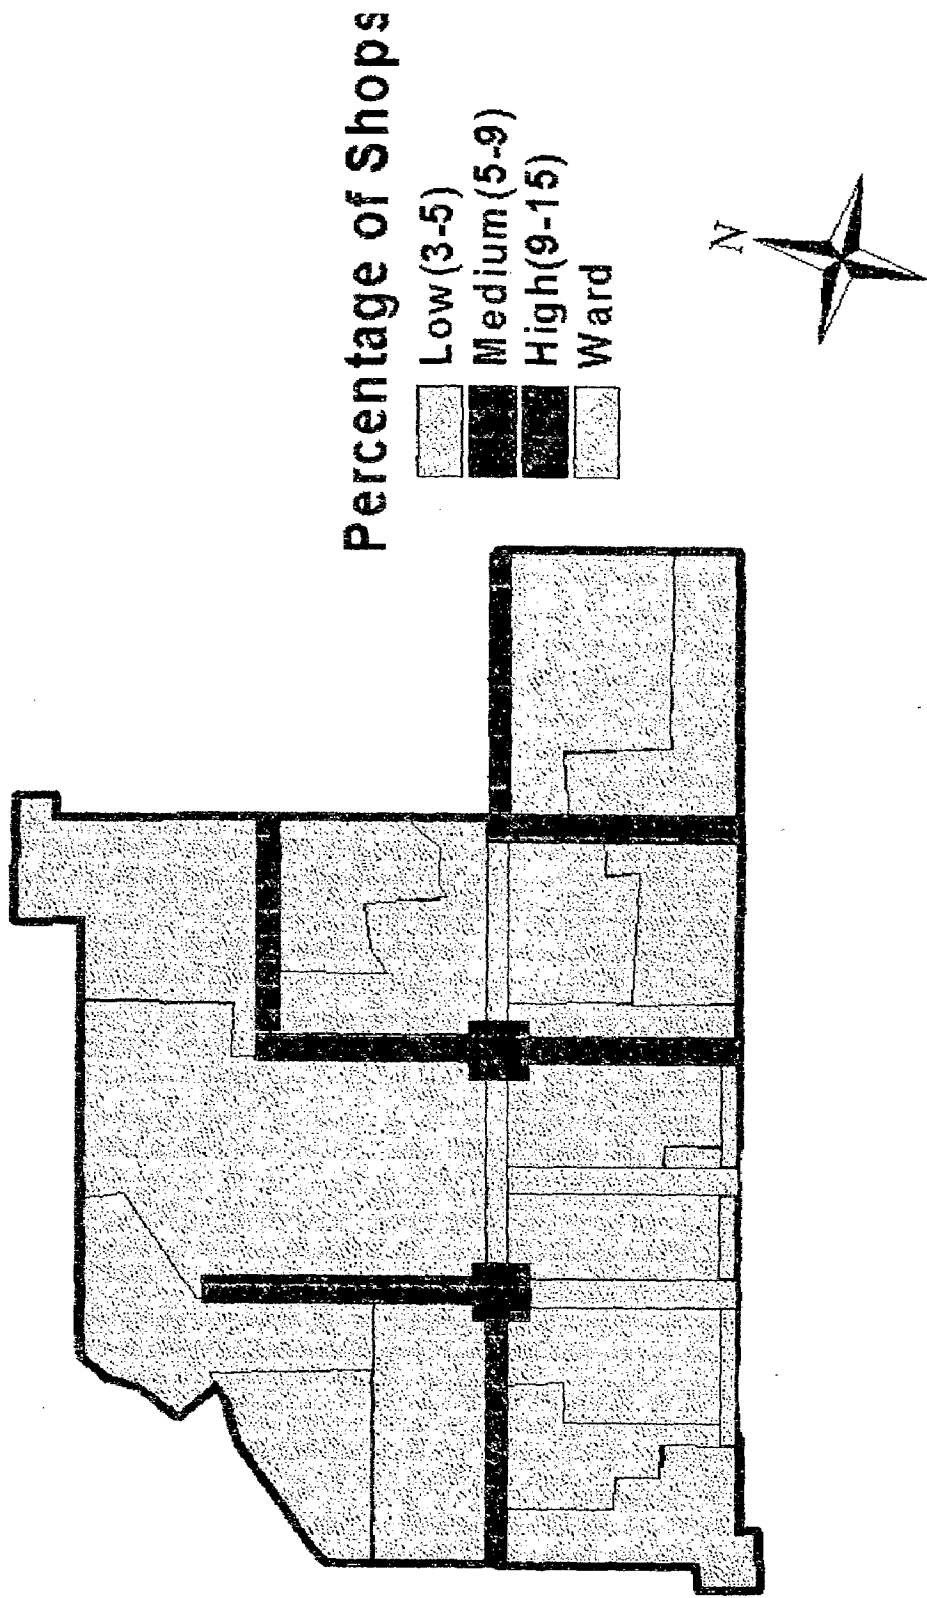 Percentage of Shops
Low(3-5)
Medium(5-9)
High(9-15)
Ward
N